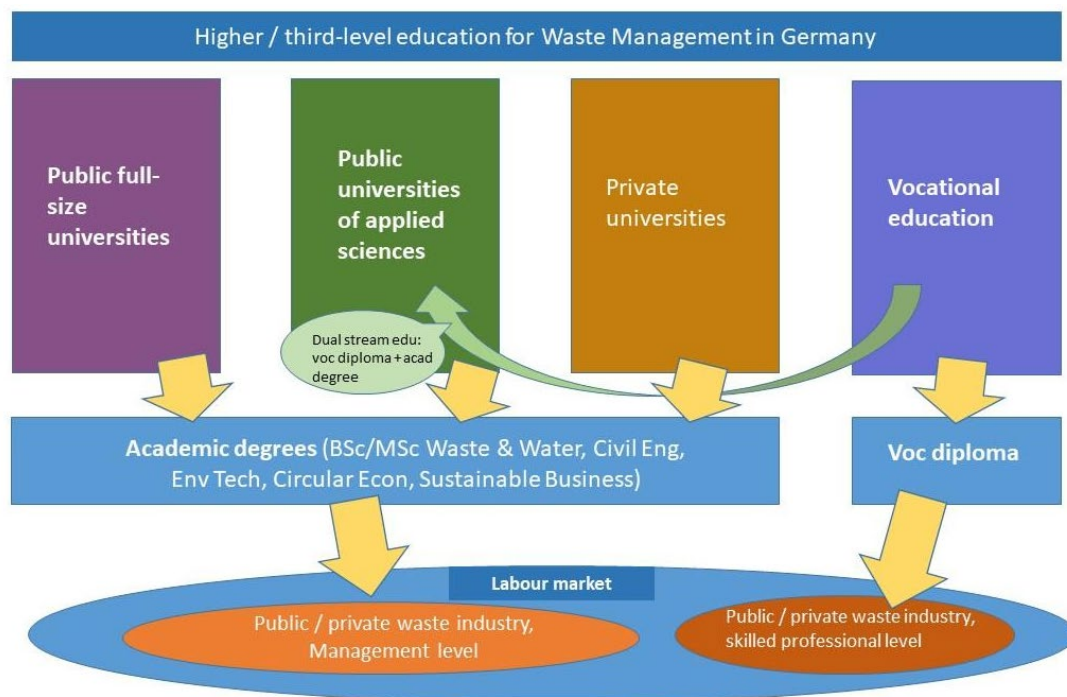 Higher / third-level education for Waste Management in Germany
Public full-
size
universities
Public
universities
of applied
sciences
Private
universities
Vocational
education
Dual stream edu:
voc diploma + acad
degree
Academic degrees (BSc/MSc Waste & Water, Civil Eng,
Env Tech, Circular Econ, Sustainable Business)
Voc diploma
Labour market
Public / private waste industry,
Management level
Public / private waste industry,
skilled professional level